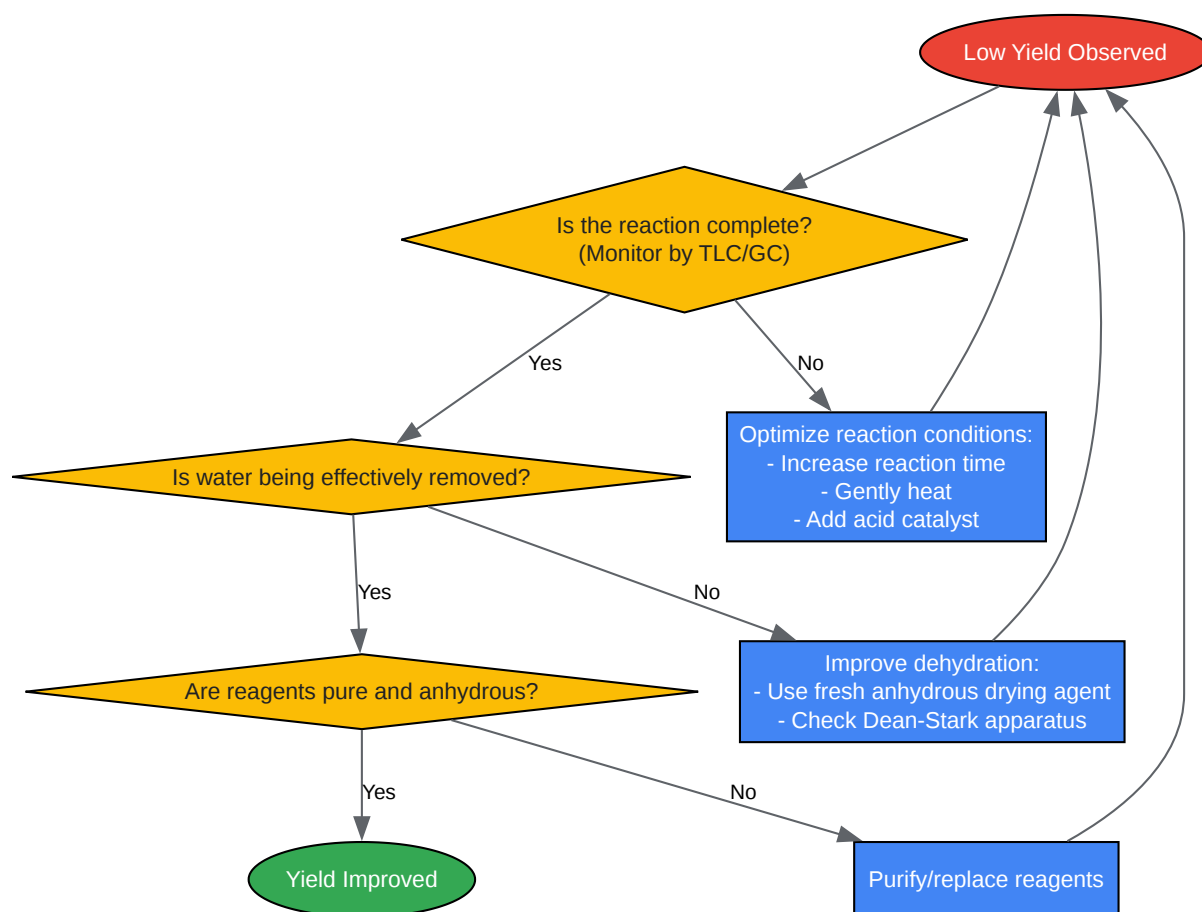 Low Yield Observed
Is the reaction complete?
(Monitor by TLC/GC)
Yes
No
Optimize reaction conditions:
- Increase reaction time
- Gently heat
- Add acid catalyst
Is water being effectively removed?
Yes
No
Improve dehydration:
- Use fresh anhydrous drying agent
- Check Dean-Stark apparatus
Are reagents pure and anhydrous?
Yes
No
Yield Improved
Purify/replace reagents